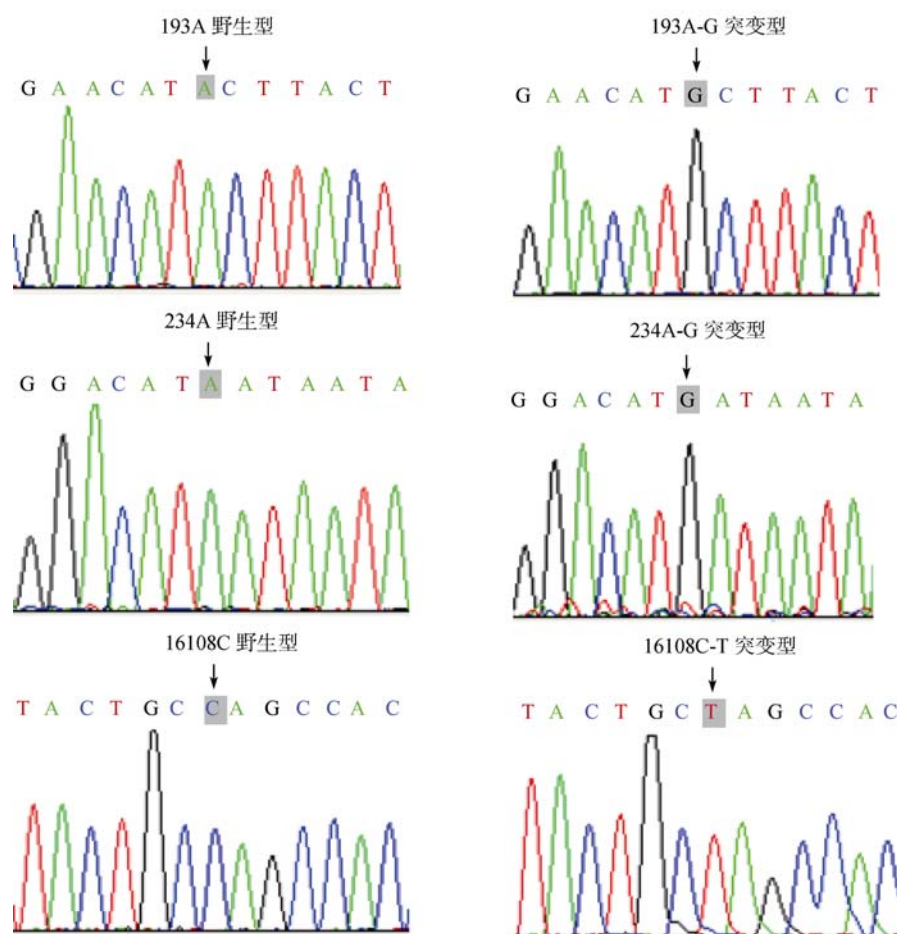 193A 野生型
G A A C A T A C T T A C T
193A-G 突变型
G A A C A T G C T T A C T
234A 野生型
G G A C A T A A T A A T A
234A-G 突变型
G G A C A T G A T A A T A
16108C 野生型
T A C T G C C A G C C A C
16108C-T 突变型
T A C T G C T A G C C A C